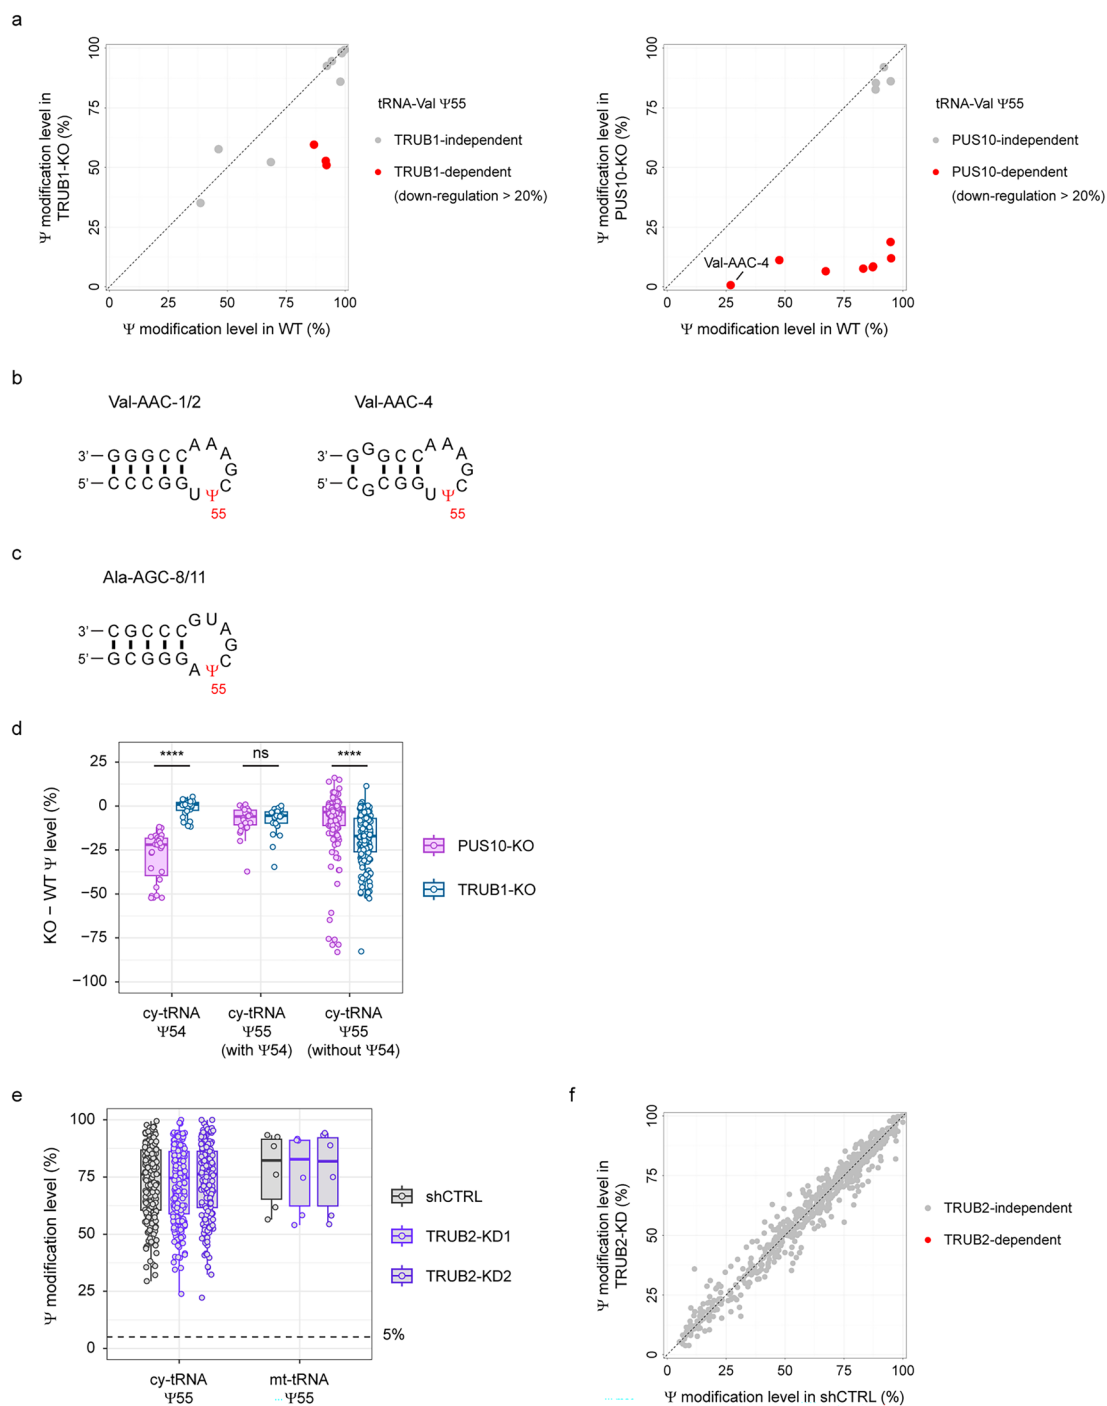 a
Ψ modification level in
TRUB1-KO (%)
100
75
50
25
0
0 25 50 75 100
Ψ modification level in WT (%)
tRNA-Val Ψ55
TRUB1-independent
TRUB1-dependent
(down-regulation > 20%)
Ψ modification level in
PUS10-KO (%)
100
75
50
25
0
Val-AAC-4
0 25 50 75 100
Ψ modification level in WT (%)
tRNA-Val Ψ55
PUS10-independent
PUS10-dependent
(down-regulation > 20%)
b
Val-AAC-1/2
3'– G G G C C A A A G
5'– C C C G G U Ψ C
55
Val-AAC-4
3'– G G G C C A A A G
5'– C G C G G U Ψ C
55
c
Ala-AGC-8/11
3'– C G C C C G U A G
5'– G C G G G A Ψ C
55
d
KO − WT Ψ level (%)
25
0
−25
−50
−75
−100
**** ns ****
cy-tRNA
Ψ54
cy-tRNA
Ψ55
(with Ψ54)
cy-tRNA
Ψ55
(without Ψ54)
PUS10-KO
TRUB1-KO
e
Ψ modification level (%)
100
75
50
25
0
5%
cy-tRNA
Ψ55
mt-tRNA
Ψ55
shCTRL
TRUB2-KD1
TRUB2-KD2
f
Ψ modification level in
TRUB2-KD (%)
100
75
50
25
0
0 25 50 75 100
Ψ modification level in shCTRL (%)
TRUB2-independent
TRUB2-dependent